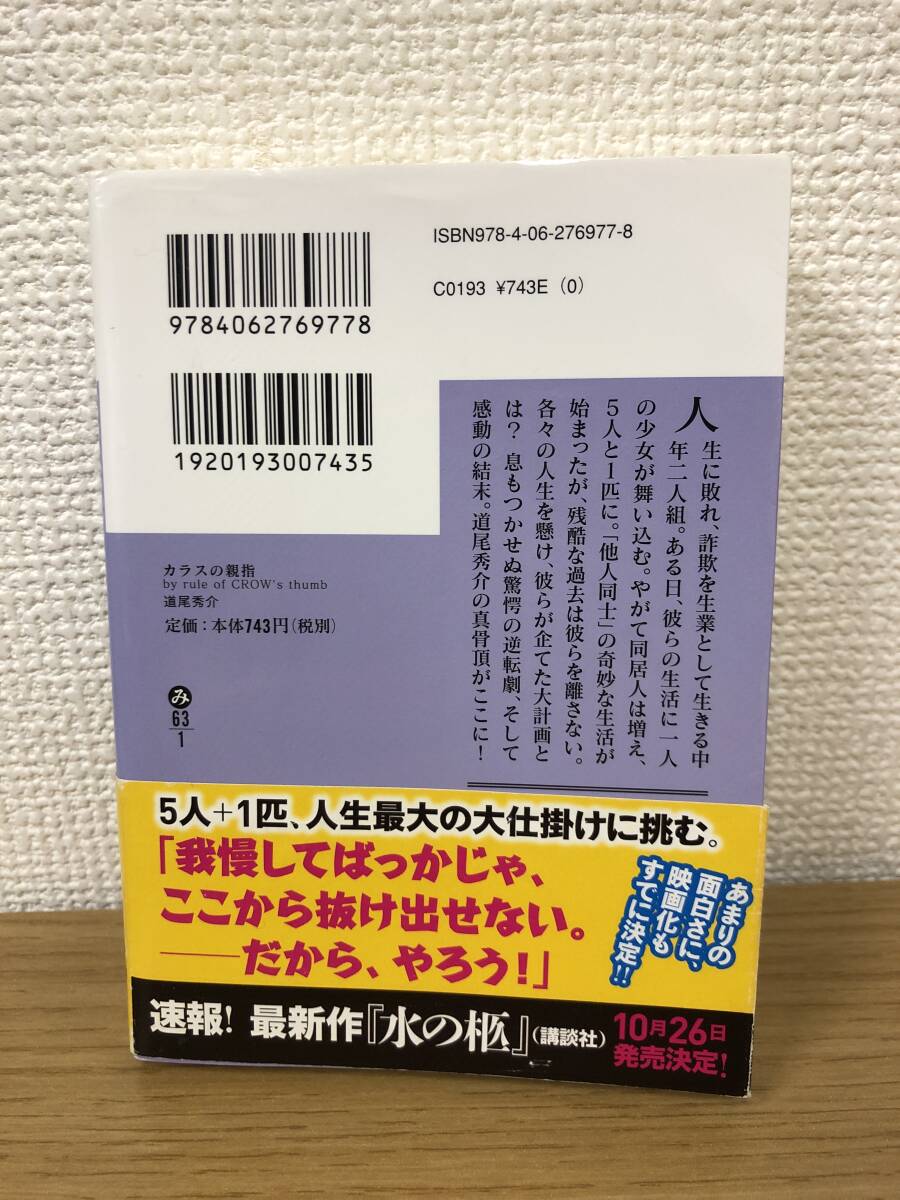 ISBN978-4-06-276977-8
C0193 ¥743E (0)
9784062769778
1920193007435
人生に敗れ、詐欺を生業として生きる中
年二人組。ある日、彼らの生活に一人
の少女が舞い込む。やがて同居人は増え、
5人と1匹に。「他人同士」の奇妙な生活が
始まったが、残酷な過去は彼らを離さない。
各々の人生を懸け、彼らが企てた大計画と
は? 息もつかせぬ驚愕の逆転劇、そして
感動の結末。道尾秀介の真骨頂がここに!
カラスの親指
by rule of CROW's thumb
道尾秀介
定価:本体743円(税別)
み
63
1
5人+1匹、人生最大の大仕掛けに挑む。
「我慢してばっかじゃ、
ここから抜け出せない。
──だから、やろう!」
あまりの
面白さに、
映画化も
すでに決定!!
速報! 最新作『水の柩』(講談社)
10月26日
発売決定!